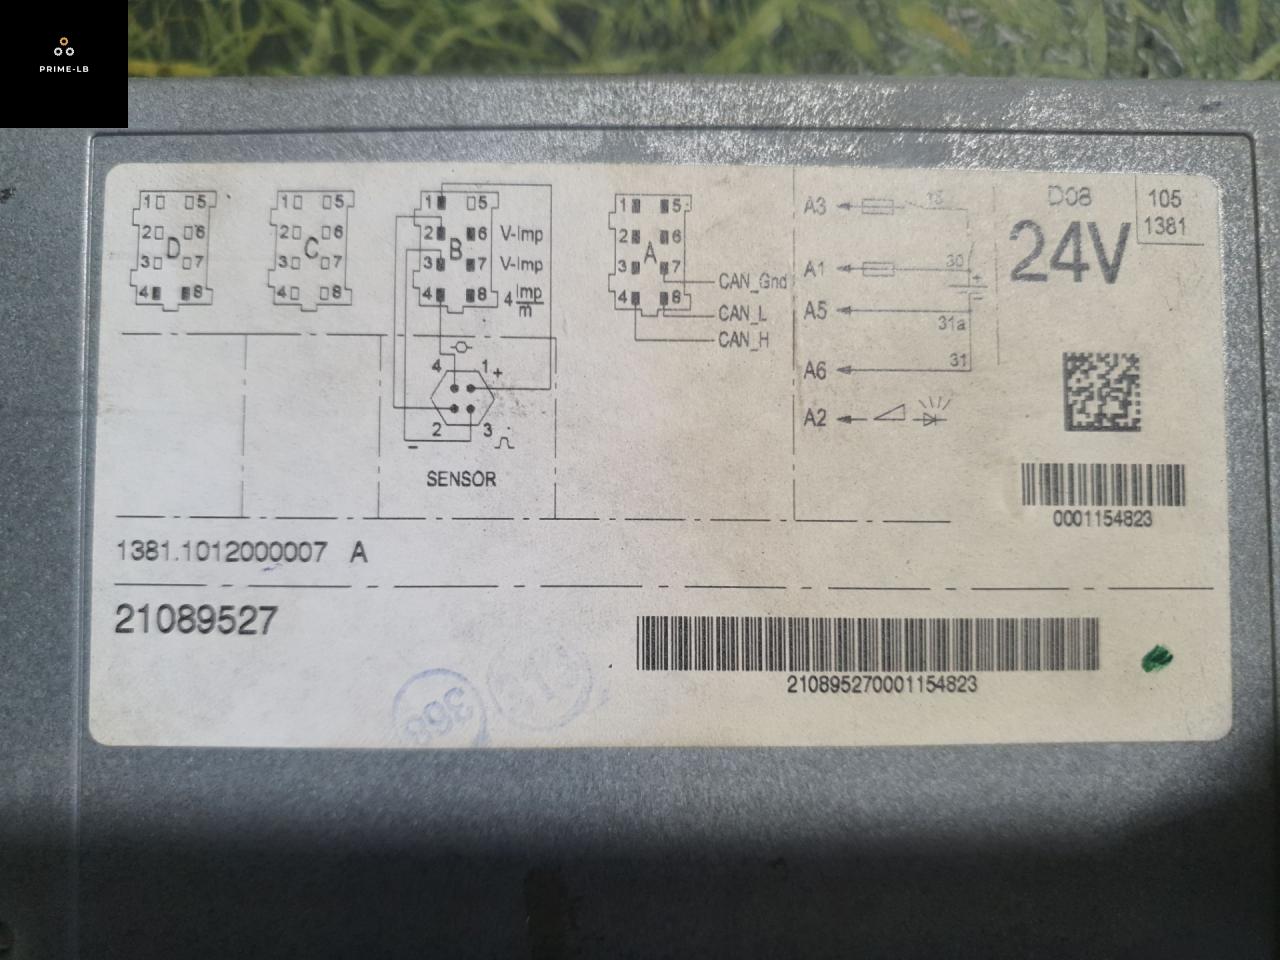 PRIME-LB
1 5
2 6
D
3 7
4 8
1 5
2 6
C
3 7
4 8
1 5
2 6 V-Imp
B
3 7 V-Imp
4 8 4 Imp/m
4 1 +
2 3
-
SENSOR
1 5
2 6
A
3 7
4 8
CAN_Gnd
CAN_L
CAN_H
A3 15
A1 30
+
A5 31a
A6 31
A2
D08
24V
105
1381
0001154823
1381.1012000007 A
21089527
210895270001154823
368